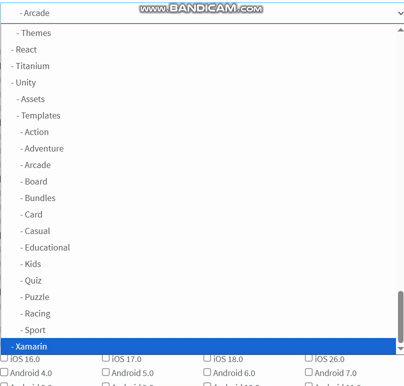 - Arcade
www.BANDICAM.com
- Themes
- React
- Titanium
- Unity
- Assets
- Templates
- Action
- Adventure
- Arcade
- Board
- Bundles
- Card
- Casual
- Educational
- Kids
- Quiz
- Puzzle
- Racing
- Sport
- Xamarin
iOS 16.0 iOS 17.0 iOS 18.0 iOS 26.0
Android 4.0 Android 5.0 Android 6.0 Android 7.0